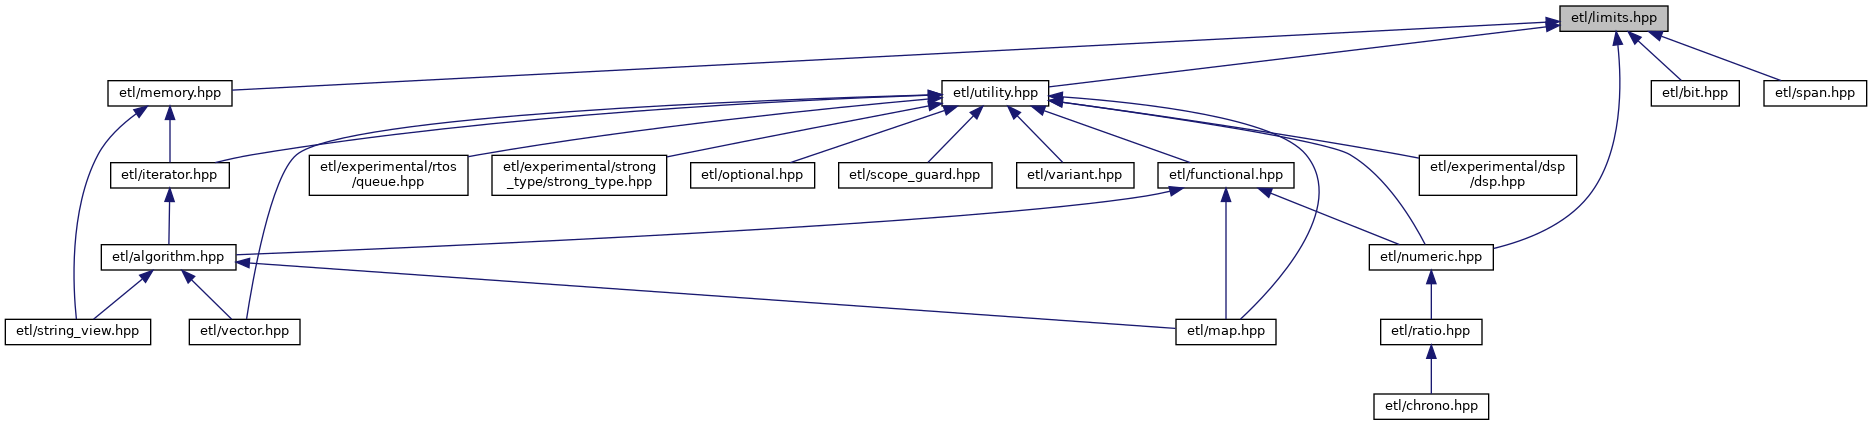 etl/limits.hpp
etl/memory.hpp
etl/utility.hpp
etl/bit.hpp
etl/span.hpp
etl/iterator.hpp
etl/experimental/rtos
/queue.hpp
etl/experimental/strong
_type/strong_type.hpp
etl/optional.hpp
etl/scope_guard.hpp
etl/variant.hpp
etl/functional.hpp
etl/experimental/dsp
/dsp.hpp
etl/algorithm.hpp
etl/numeric.hpp
etl/string_view.hpp
etl/vector.hpp
etl/map.hpp
etl/ratio.hpp
etl/chrono.hpp